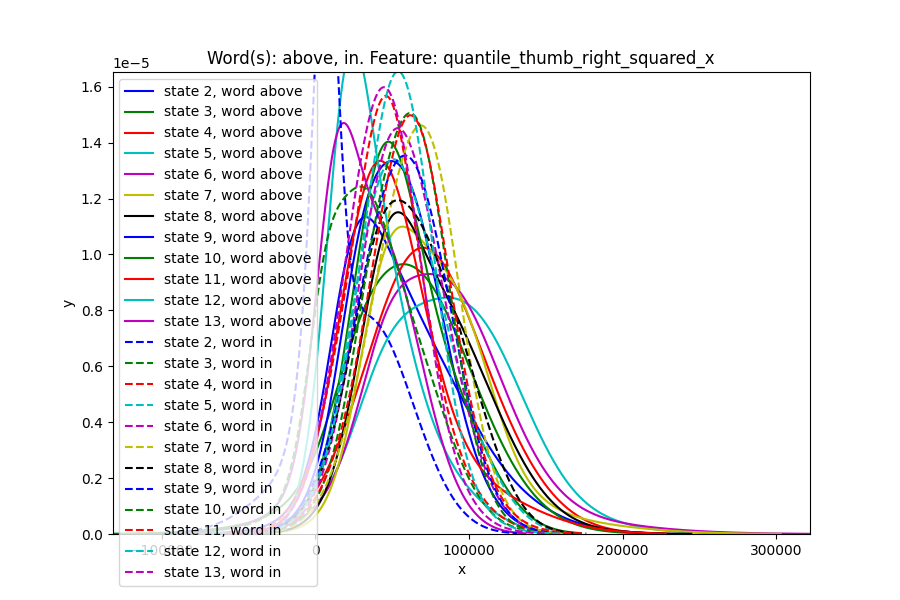 Word(s): above, in. Feature: quantile_thumb_right_squared_x
1e−5
1.6
1.4
1.2
1.0
0.8
0.6
0.4
0.2
0.0
y
state 2, word above
state 3, word above
state 4, word above
state 5, word above
state 6, word above
state 7, word above
state 8, word above
state 9, word above
state 10, word above
state 11, word above
state 12, word above
state 13, word above
state 2, word in
state 3, word in
state 4, word in
state 5, word in
state 6, word in
state 7, word in
state 8, word in
state 9, word in
state 10, word in
state 11, word in
state 12, word in
state 13, word in
−100000 0 100000 200000 300000
x